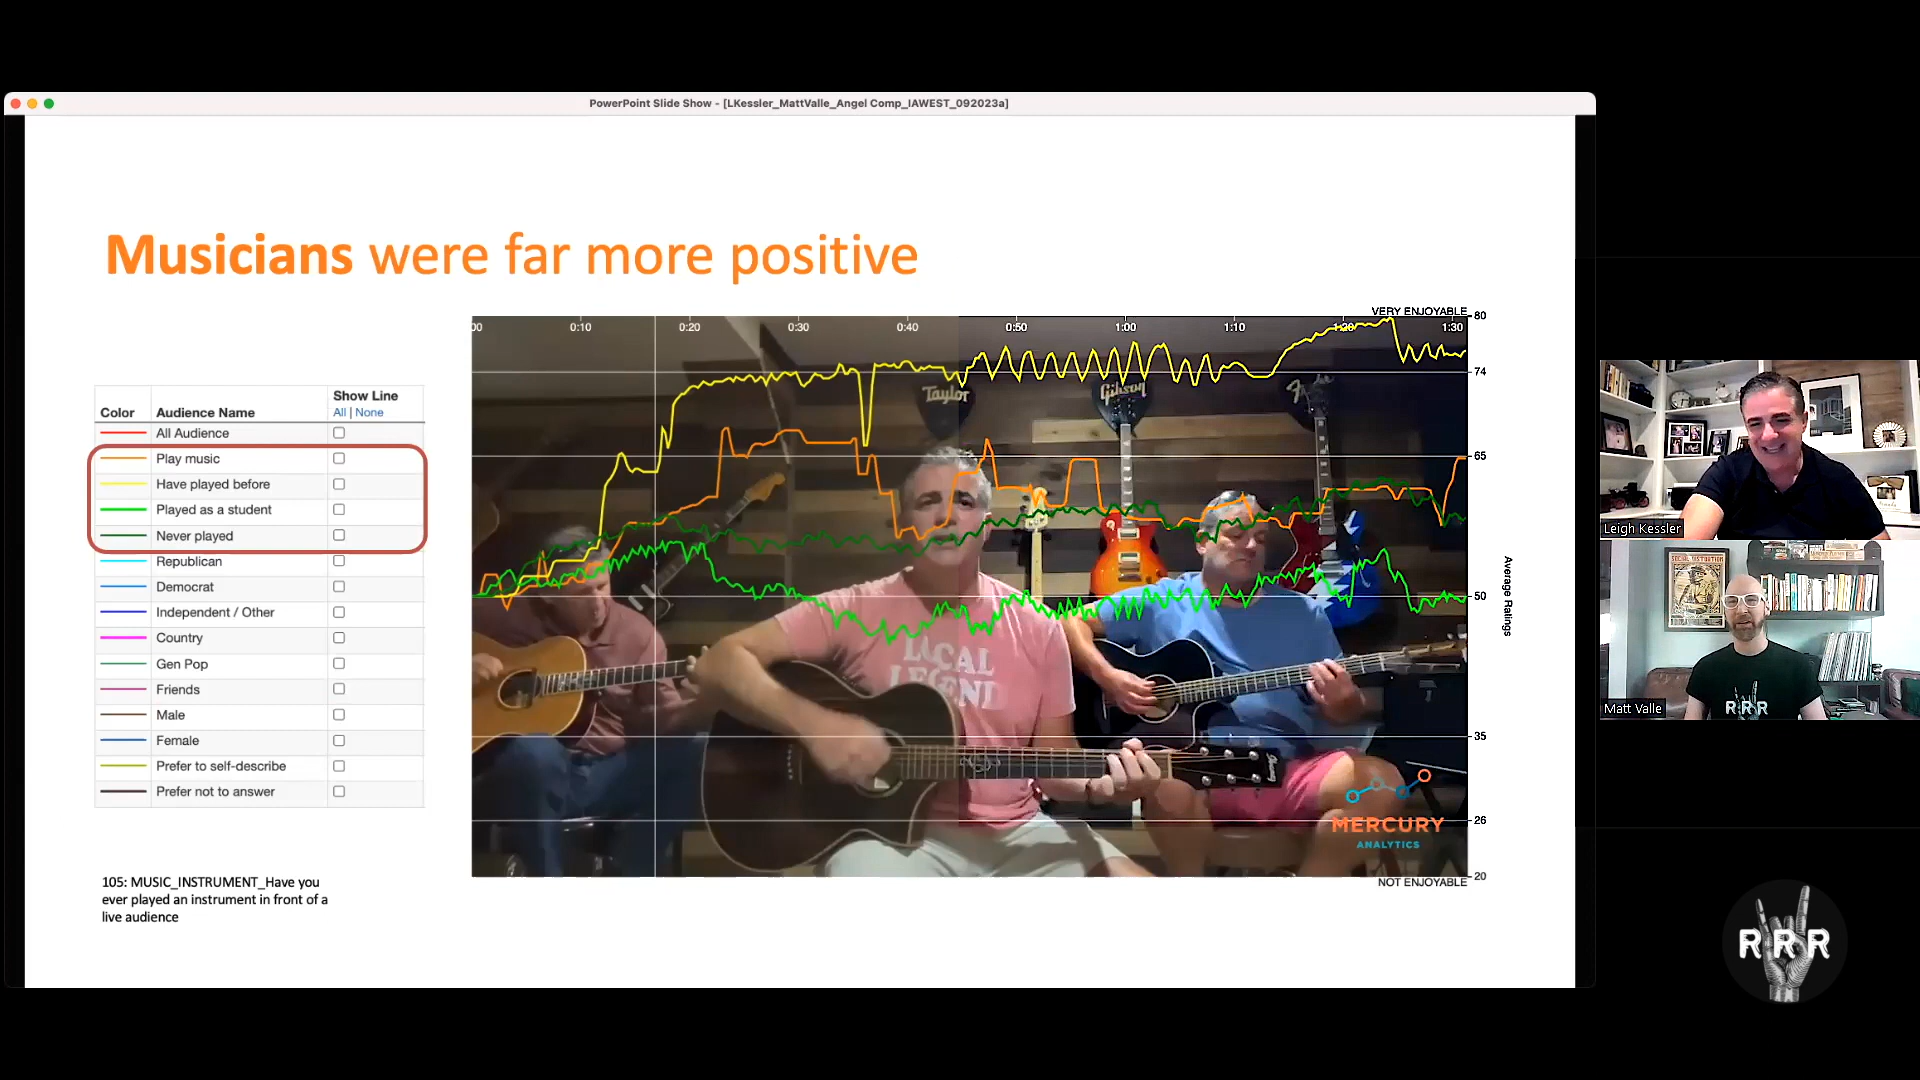 PowerPoint Slide Show - [LKessler_MattValle_Angel Comp_IAWEST_092023a]
Musicians were far more positive
Color Audience Name Show Line
All | None
All Audience
Play music
Have played before
Played as a student
Never played
Republican
Democrat
Independent / Other
Country
Gen Pop
Friends
Male
Female
Prefer to self-describe
Prefer not to answer
105: MUSIC_INSTRUMENT_Have you
ever played an instrument in front of a
live audience
VERY ENJOYABLE
00 0:10 0:20 0:30 0:40 0:50 1:00 1:10 1:20 1:30
80
74
65
50
35
26
20
Average Ratings
NOT ENJOYABLE
Taylor
Gibson
LOCAL
LEGEND
MERCURY
ANALYTICS
Leigh Kessler
SOCIAL DISTORTION
RRR
Matt Valle
RRR